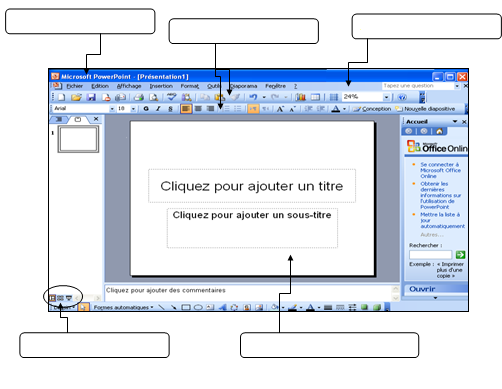 Microsoft PowerPoint - [Présentation1]
Fichier Edition Affichage Insertion Format Outils Diaporama Fenêtre ? Tapez une question
24%
Arial 18 G I S Conception Nouvelle diapositive
Accueil
1
Cliquez pour ajouter un titre
Cliquez pour ajouter un sous-titre
Microsoft
Office Online
Se connecter à
Microsoft Office
Online
Obtenir les
dernières
informations sur
l'utilisation de
PowerPoint
Mettre la liste à
jour
automatiquement
Autres...
Rechercher :
Exemple : « Imprimer
plus d'une
copie »
Ouvrir
Cliquez pour ajouter des commentaires
Formes automatiques